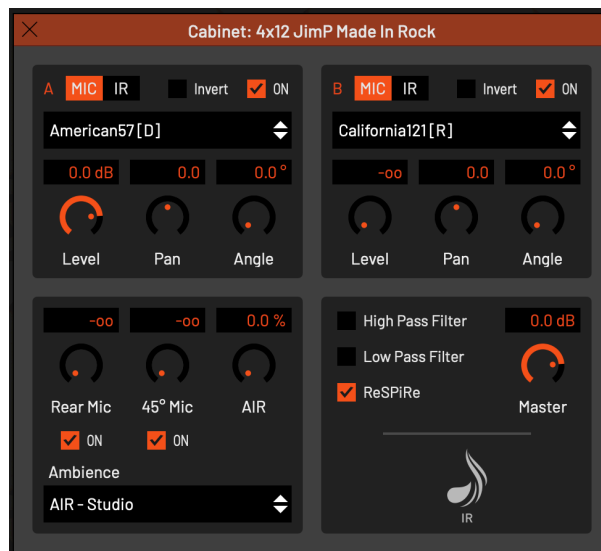 Cabinet: 4x12 JimP Made In Rock
A MIC IR Invert ON
American57[D]
0.0 dB 0.0 0.0°
Level Pan Angle
B MIC IR Invert ON
California121[R]
-oo 0.0 0.0°
Level Pan Angle
-oo -oo 0.0 %
Rear Mic 45° Mic AIR
ON ON
Ambience
AIR - Studio
High Pass Filter 0.0 dB
Low Pass Filter
ReSPiRe
Master
IR